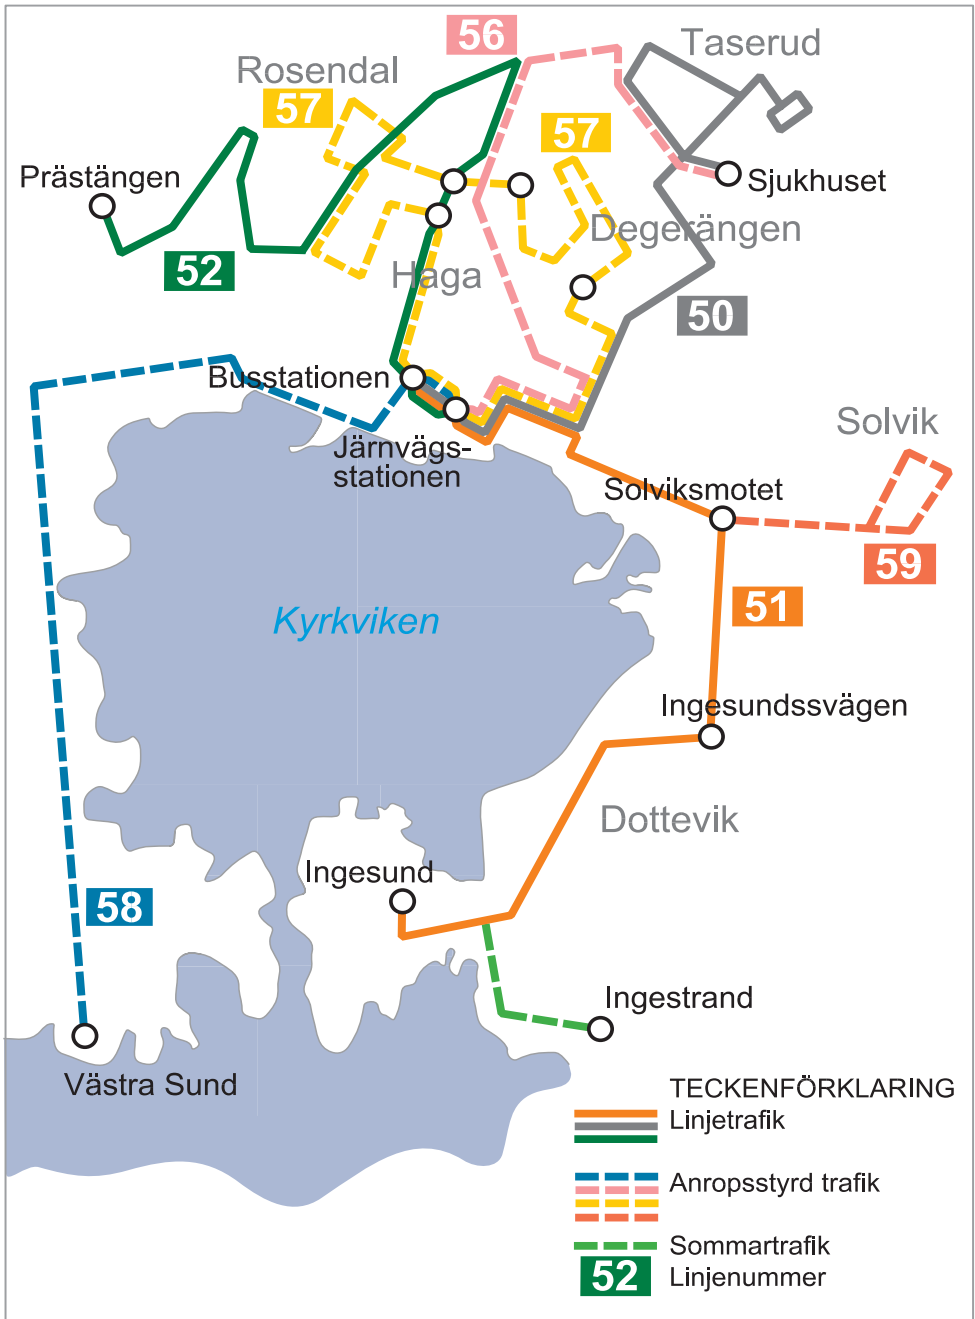 56
Taserud
Rosendal
57
57
Prästängen
Sjukhuset
Degerängen
52
Haga
50
Busstationen
Solvik
Järnvägs-
stationen
Solviksmotet
59
51
Kyrkviken
Ingesundssvägen
Dottevik
Ingesund
58
Ingestrand
Västra Sund
TECKENFÖRKLARING
Linjetrafik
Anropsstyrd trafik
Sommartrafik
52 Linjenummer